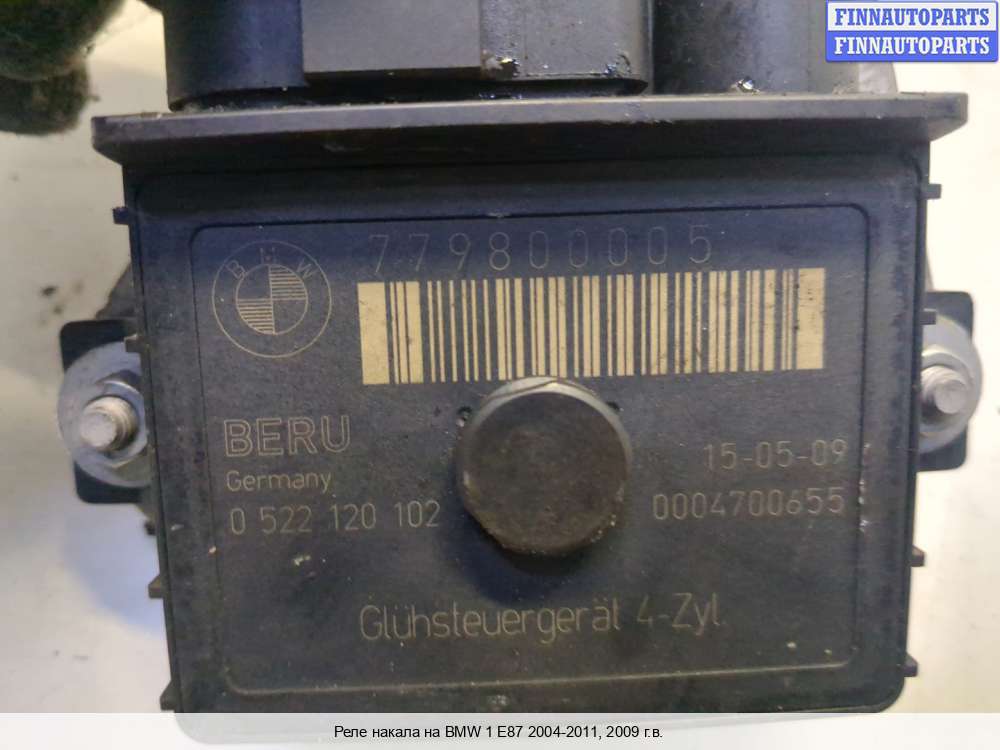 FINNAUTOPARTS
FINNAUTOPARTS
BMW
779800005
BERU
Germany
0 522 120 102
15-05-09
0004700655
Glühsteuergerät 4-Zyl.
Реле накала на BMW 1 E87 2004-2011, 2009 г.в.